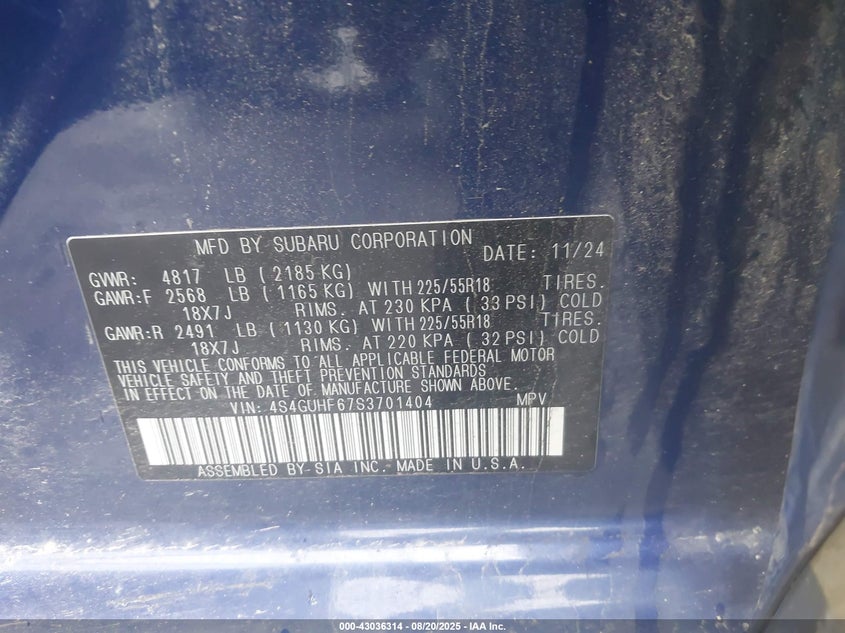 MFD BY SUBARU CORPORATION DATE: 11/24
GVWR: 4817 LB ( 2185 KG)
GAWR:F 2568 LB ( 1165 KG) WITH 225/55R18 TIRES.
18X7J RIMS. AT 230 KPA ( 33 PSI) COLD
GAWR:R 2491 LB ( 1130 KG) WITH 225/55R18 TIRES.
18X7J RIMS. AT 220 KPA ( 32 PSI) COLD
THIS VEHICLE CONFORMS TO ALL APPLICABLE FEDERAL MOTOR
VEHICLE SAFETY AND THEFT PREVENTION STANDARDS
IN EFFECT ON THE DATE OF MANUFACTURE SHOWN ABOVE.
VIN: 4S4GUHF67S3701404 MPV
ASSEMBLED BY SIA INC. MADE IN U.S.A.
000-43036314 - 08/20/2025 - IAA Inc.